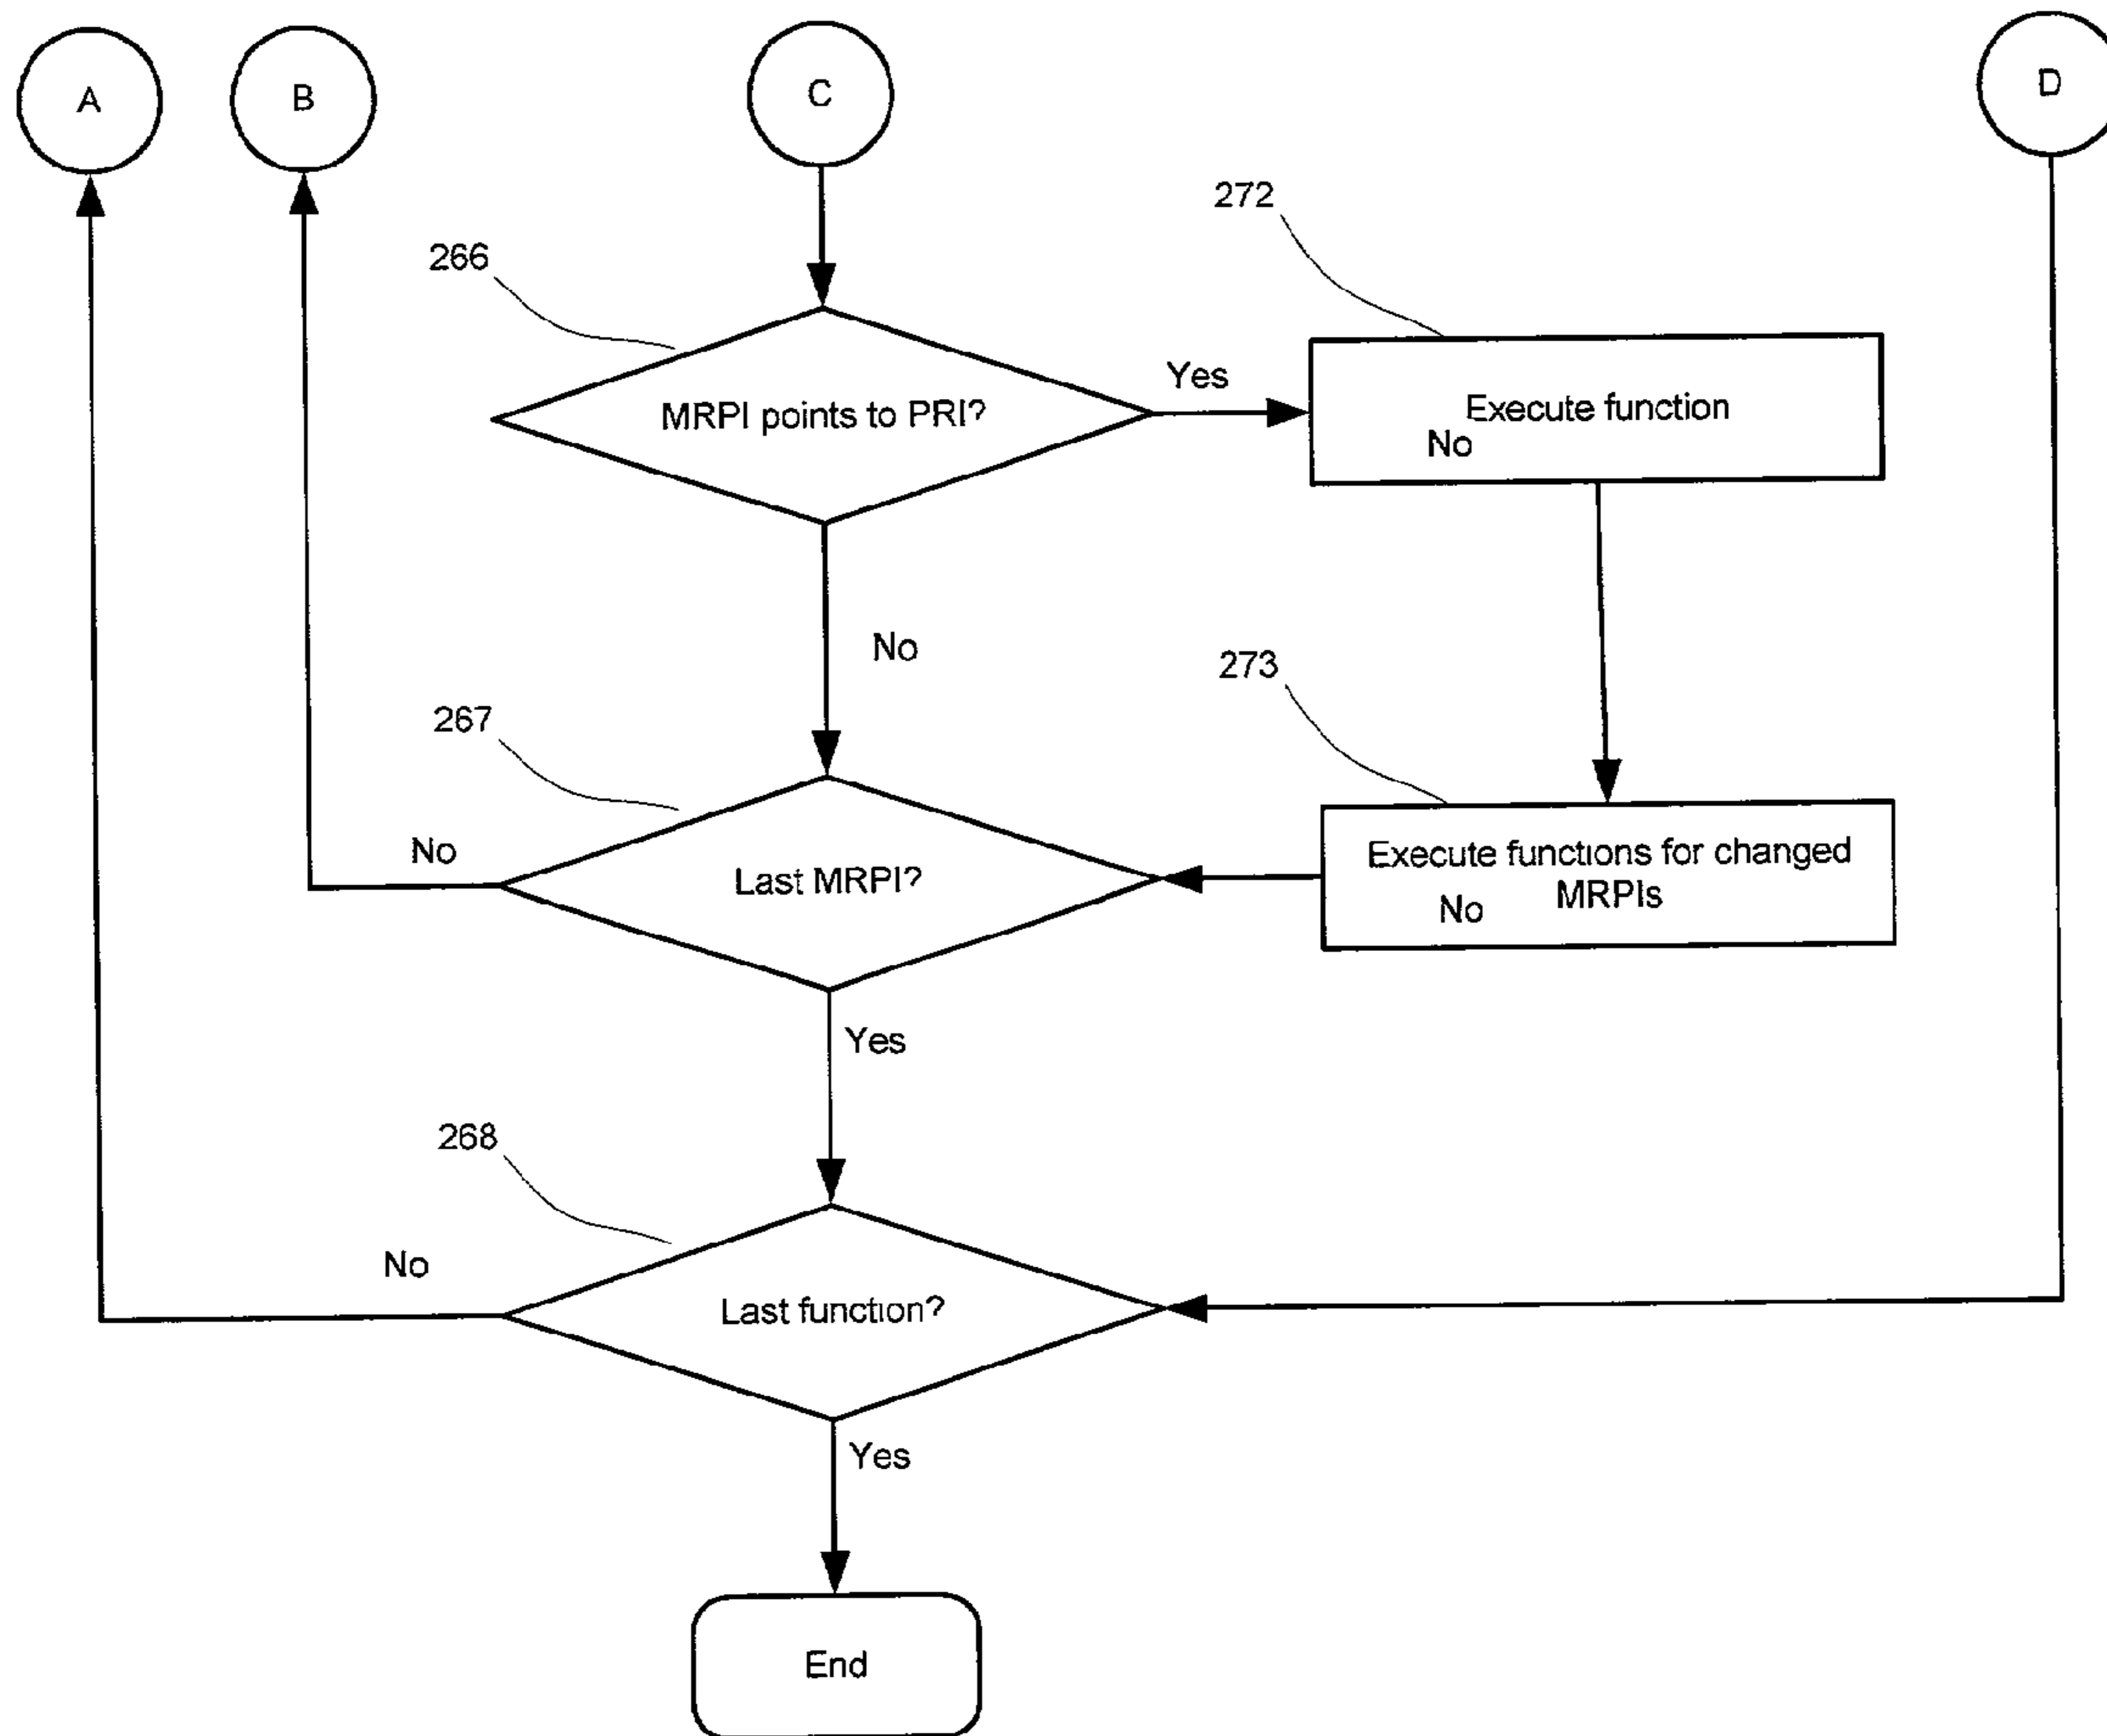 A
B
C
D
272
266
Yes
MRPI points to PRI?
Execute function
No
No
273
267
No
Last MRPI?
Execute functions for changed
MRPIs
No
Yes
268
No
Last function?
Yes
End